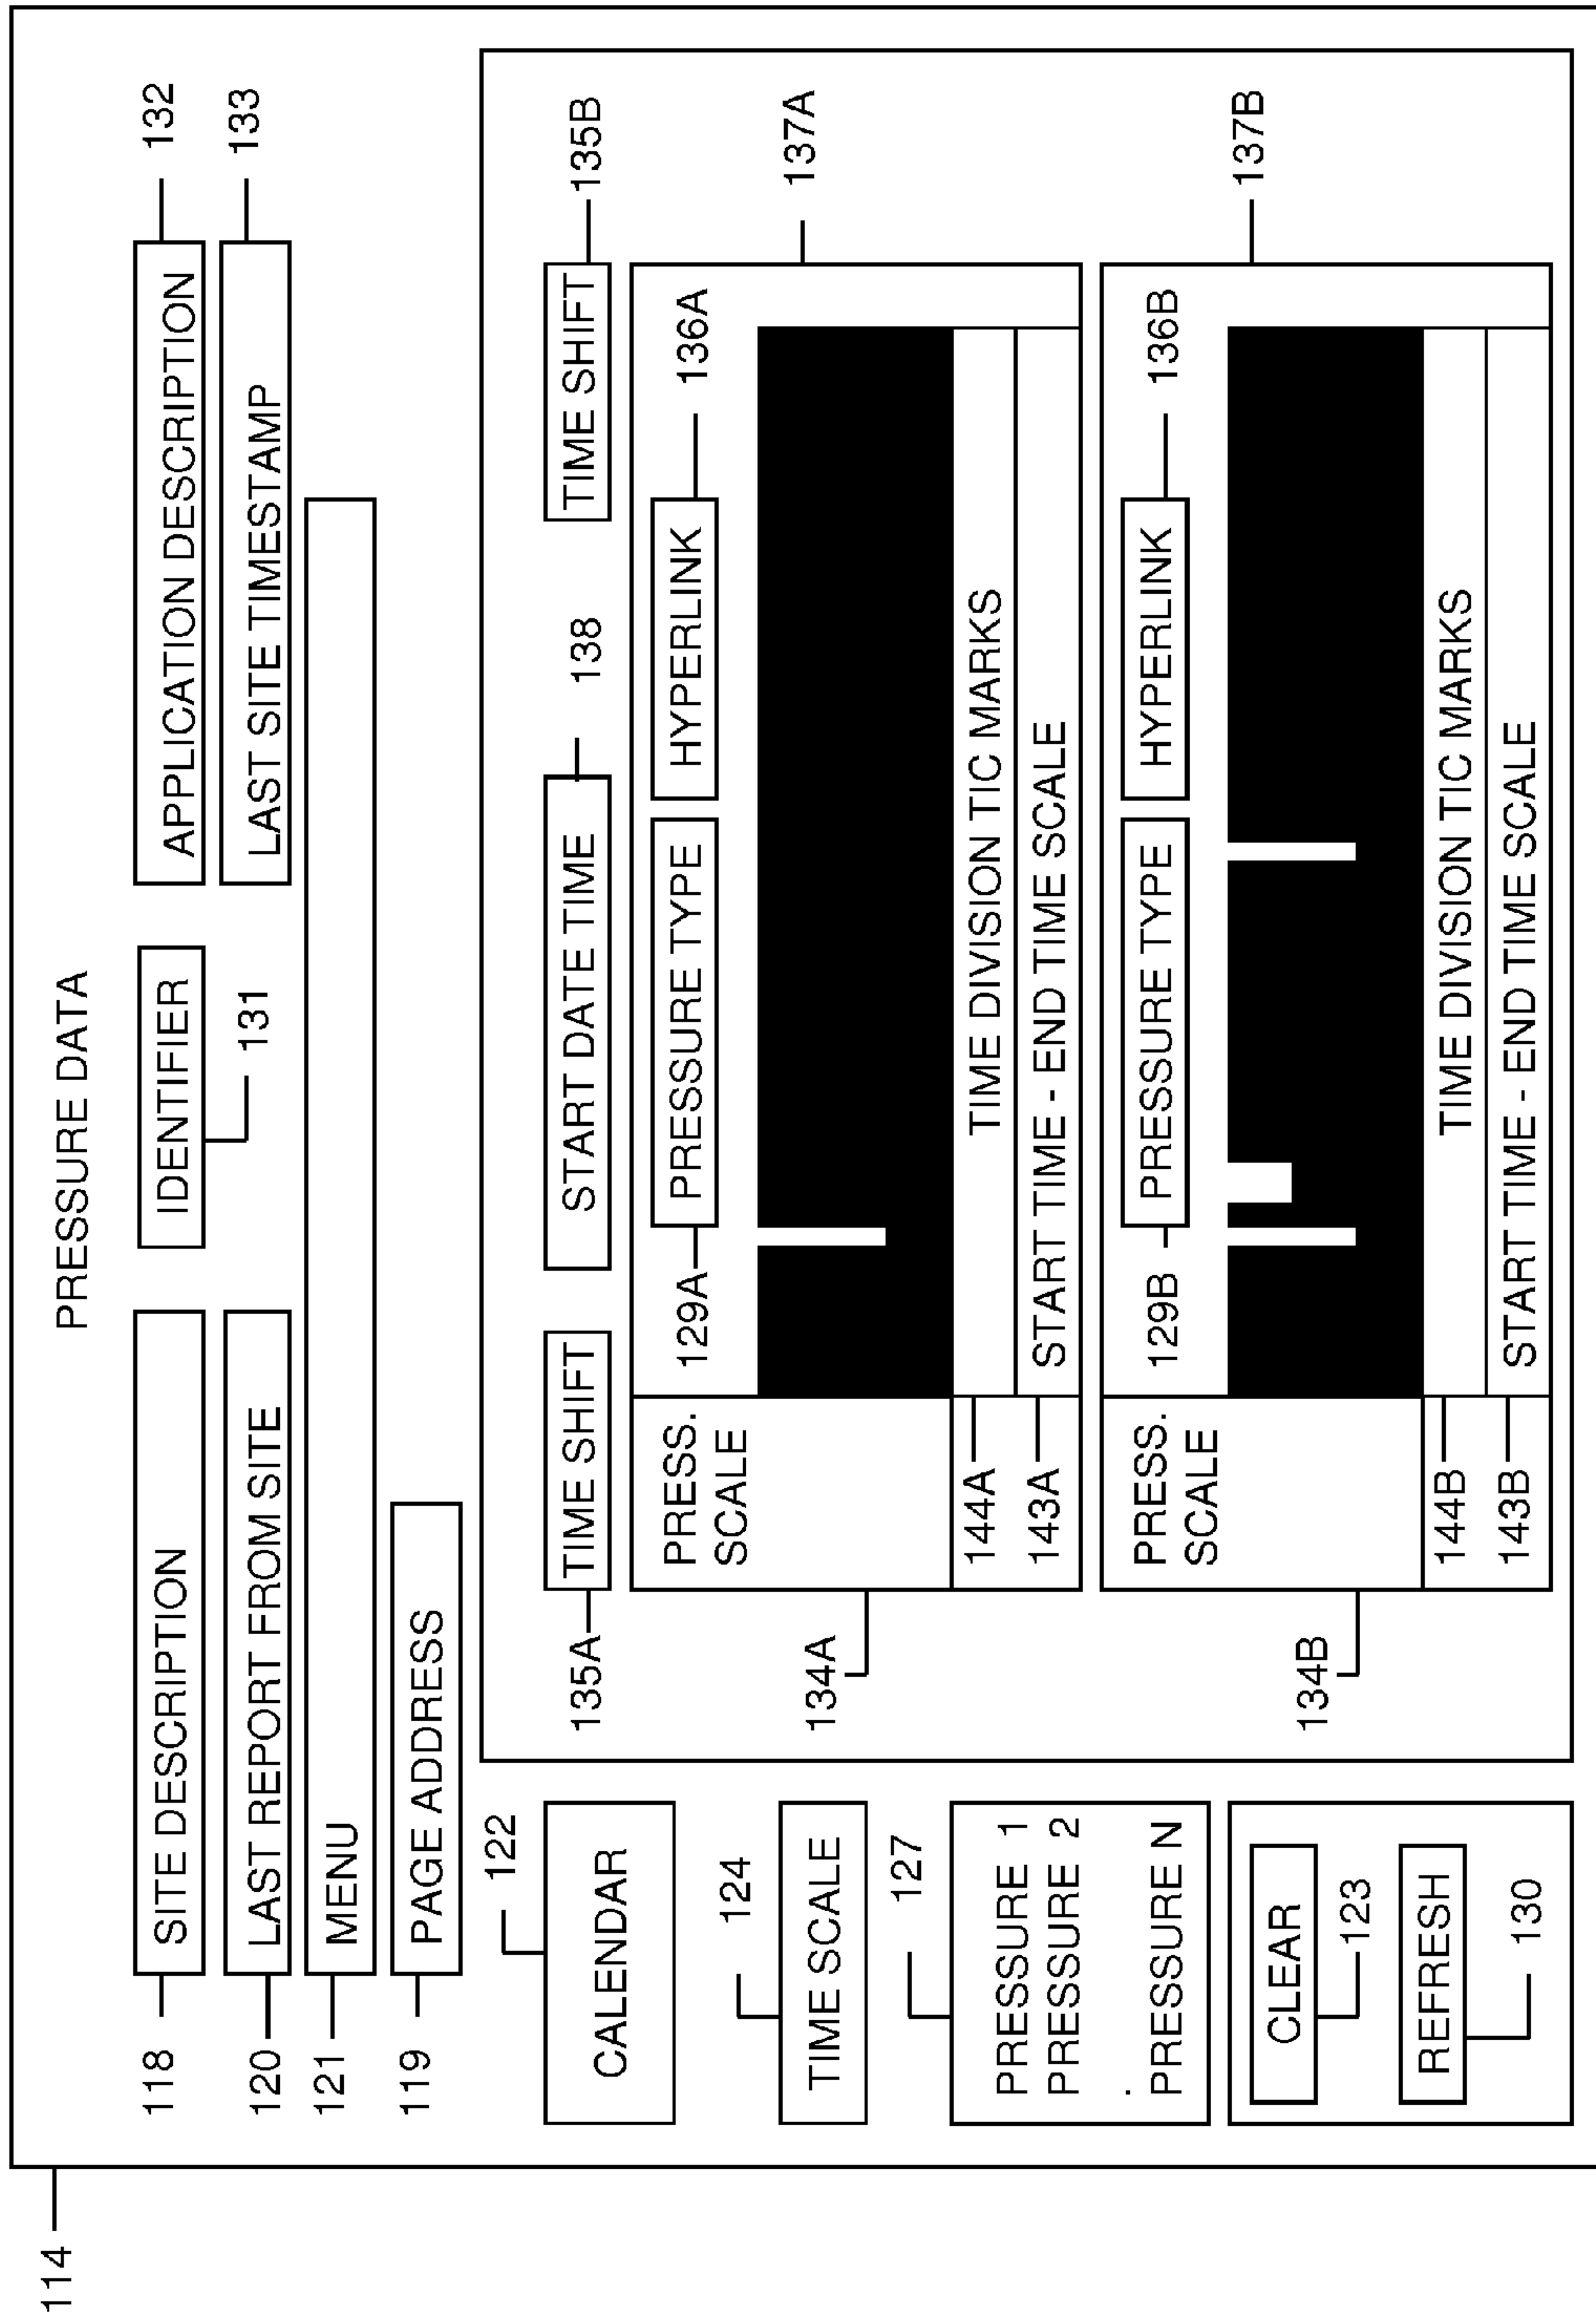 114
PRESSURE DATA
118
SITE DESCRIPTION
IDENTIFIER
131
APPLICATION DESCRIPTION
132
120
LAST REPORT FROM SITE
LAST SITE TIMESTAMP
133
121
MENU
119
PAGE ADDRESS
122
CALENDAR
124
TIME SCALE
127
PRESSURE 1
PRESSURE 2
.
PRESSURE N
CLEAR
123
REFRESH
130
135A
TIME SHIFT
START DATE TIME
138
TIME SHIFT
135B
134A
PRESS.
SCALE
129A
PRESSURE TYPE
HYPERLINK
136A
137A
144A
TIME DIVISION TIC MARKS
143A
START TIME - END TIME SCALE
134B
PRESS.
SCALE
129B
PRESSURE TYPE
HYPERLINK
136B
137B
144B
TIME DIVISION TIC MARKS
143B
START TIME - END TIME SCALE